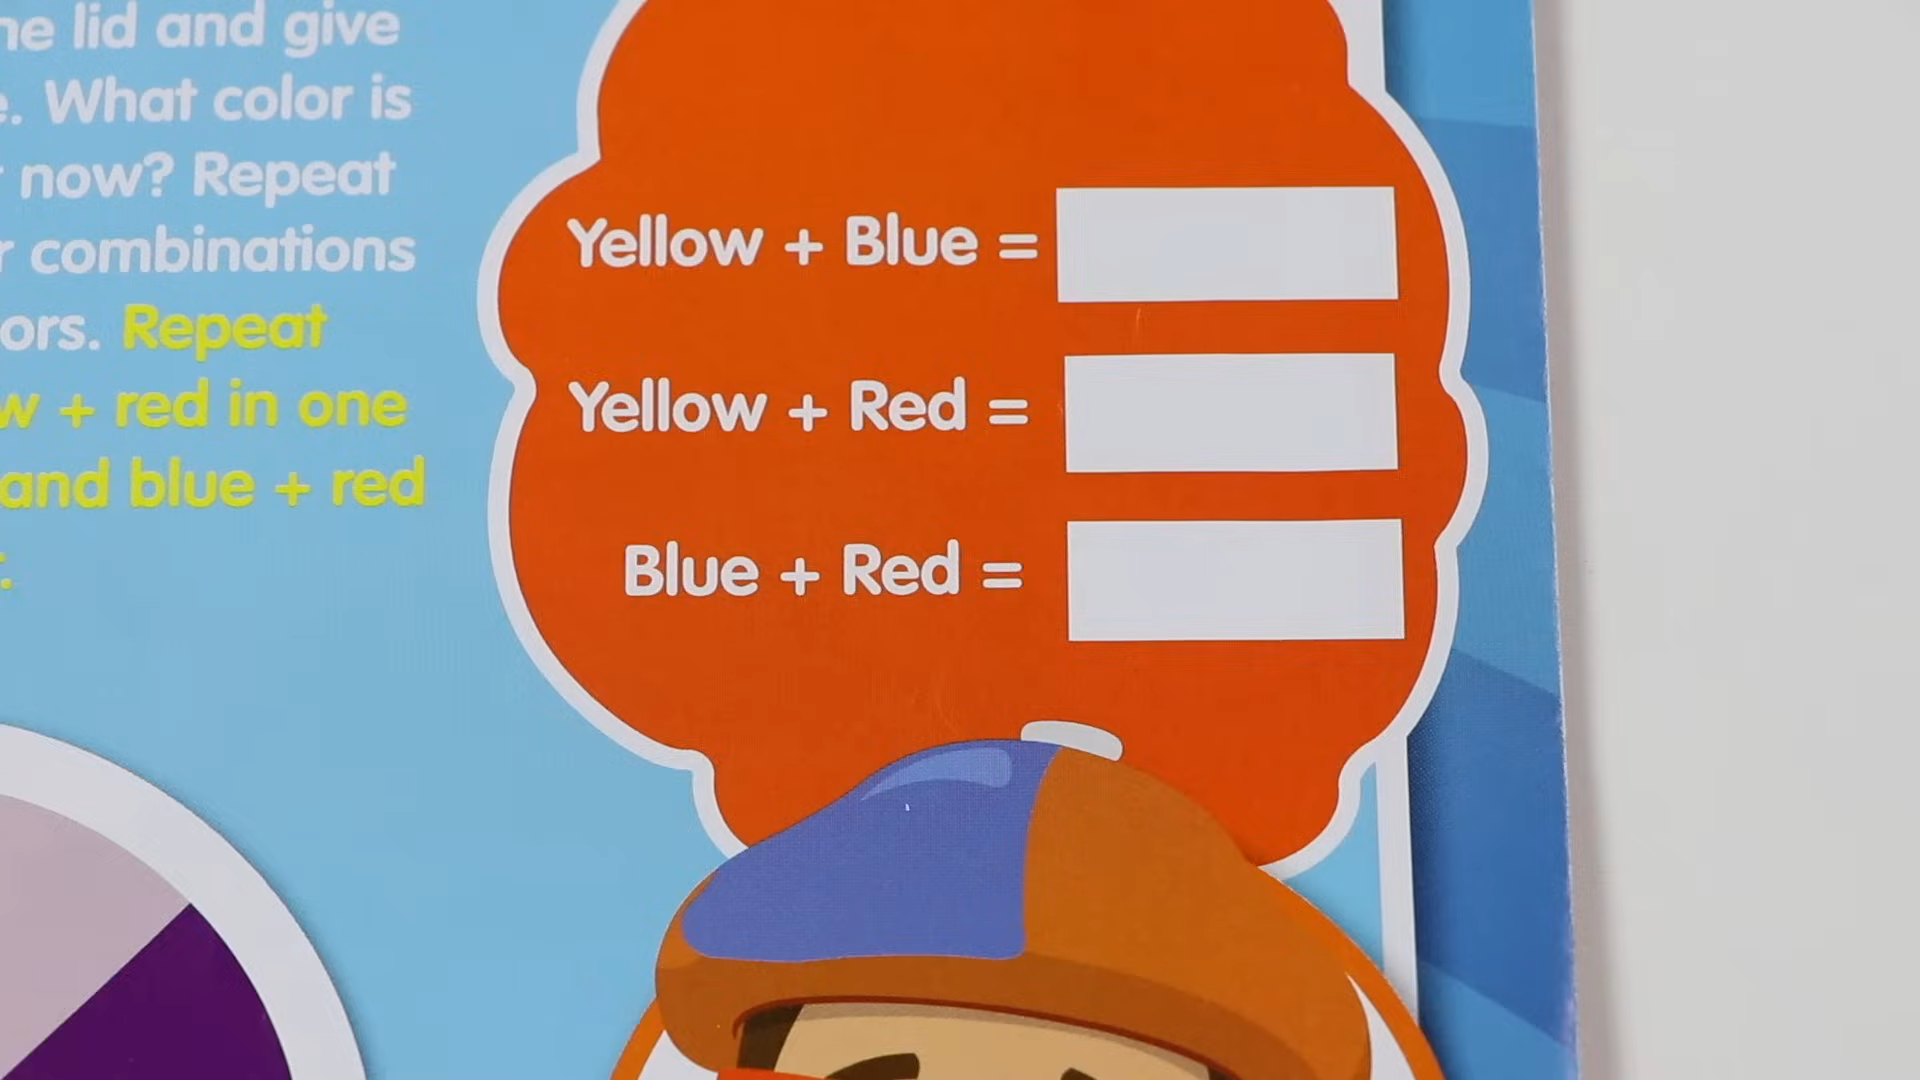 he lid and give
e. What color is
now? Repeat
r combinations
ors. Repeat
w + red in one
and blue + red
Yellow + Blue =
Yellow + Red =
Blue + Red =